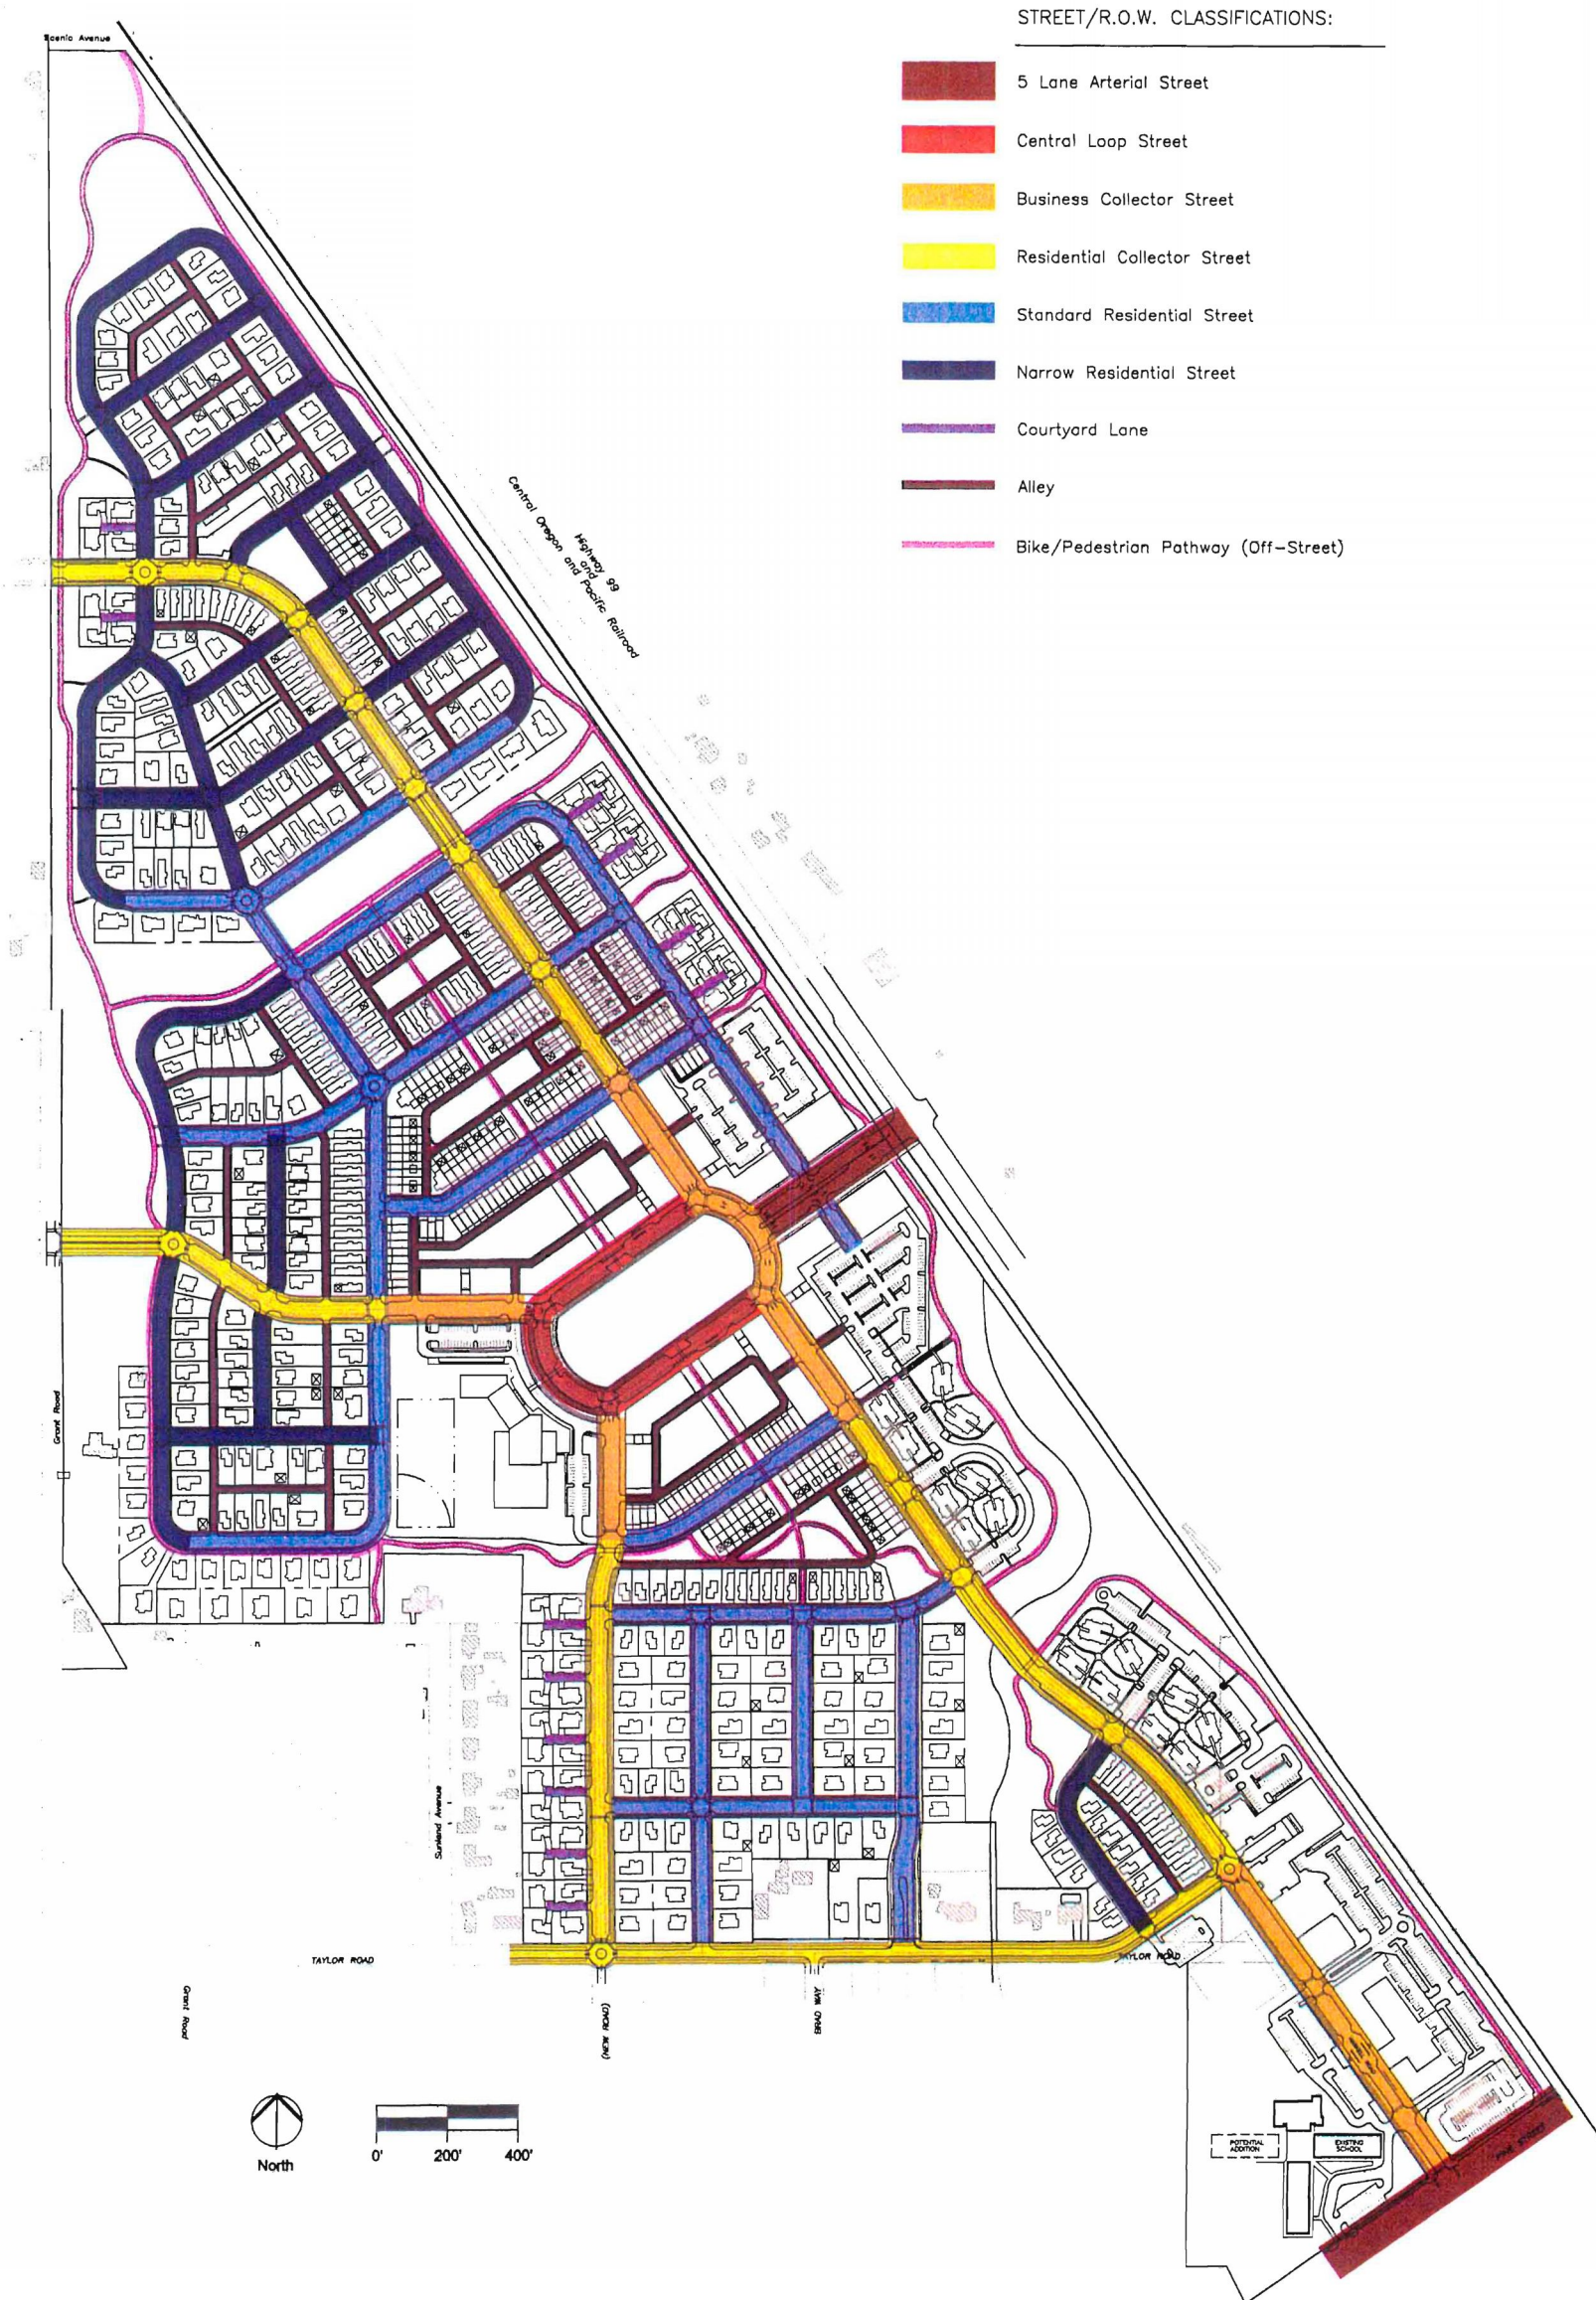 STREET/R.O.W. CLASSIFICATIONS:
Scenic Avenue
5 Lane Arterial Street
Central Loop Street
Business Collector Street
Residential Collector Street
Standard Residential Street
Narrow Residential Street
Courtyard Lane
Alley
Bike/Pedestrian Pathway (Off-Street)
Highway 99
and
Central Oregon and Pacific Railroad
Grant Road
Sunland Avenue
TAYLOR ROAD
TAYLOR ROAD
Grant Road
BRAD WAY
North
0'
200'
400'
POTENTIAL
ADDITION
EXISTING
SCHOOL
PINE STREET